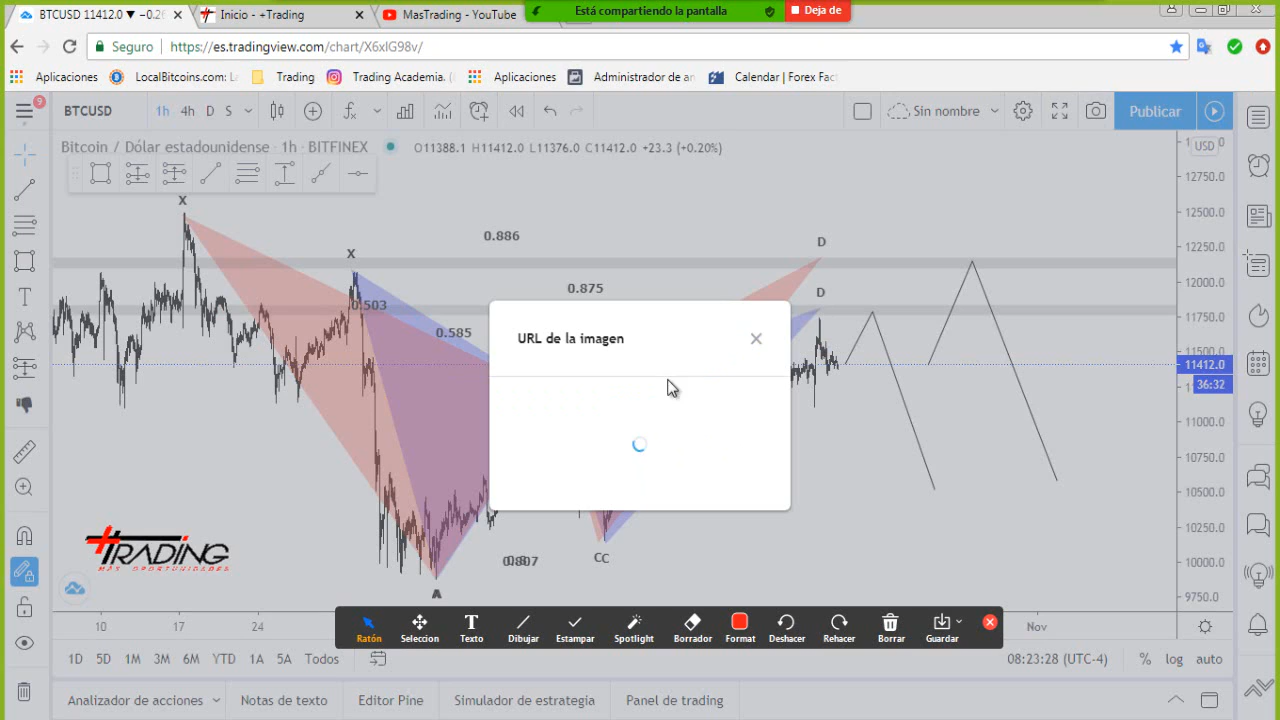 BTCUSD 11412.0 ▼ −0.26
Inicio - +Trading
MasTrading - YouTube
Está compartiendo la pantalla
Deja de
Seguro
https://es.tradingview.com/chart/X6xIG98v/
Aplicaciones
LocalBitcoins.com: L
Trading
Trading Academia. (
Aplicaciones
Administrador de an
Calendar | Forex Fact
9
BTCUSD
1h
4h
D
S
Sin nombre
Publicar
Bitcoin / Dólar estadounidense · 1h · BITFINEX
O11388.1 H11412.0 L11376.0 C11412.0 +23.3 (+0.20%)
USD
12750.0
12500.0
12250.0
12000.0
11750.0
11500.0
11412.0
36:32
11000.0
10750.0
10500.0
10250.0
10000.0
9750.0
X
X
0.886
D
0.875
D
0.503
0.585
URL de la imagen
CC
0.807
A
+TRADING
MÁS OPORTUNIDADES
Ratón
Seleccion
Texto
Dibujar
Estampar
Spotlight
Borrador
Format
Deshacer
Rehacer
Borrar
Guardar
10
17
24
Nov
1D
5D
1M
3M
6M
YTD
1A
5A
Todos
08:23:28 (UTC-4)
%
log
auto
Analizador de acciones
Notas de texto
Editor Pine
Simulador de estrategia
Panel de trading